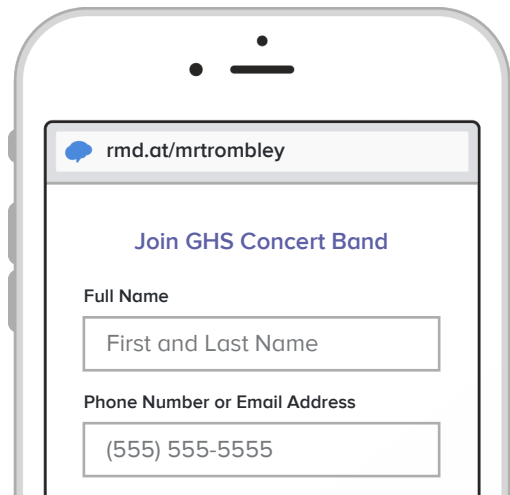 rmd.at/mrtrombley
Join GHS Concert Band
Full Name
First and Last Name
Phone Number or Email Address
(555) 555-5555